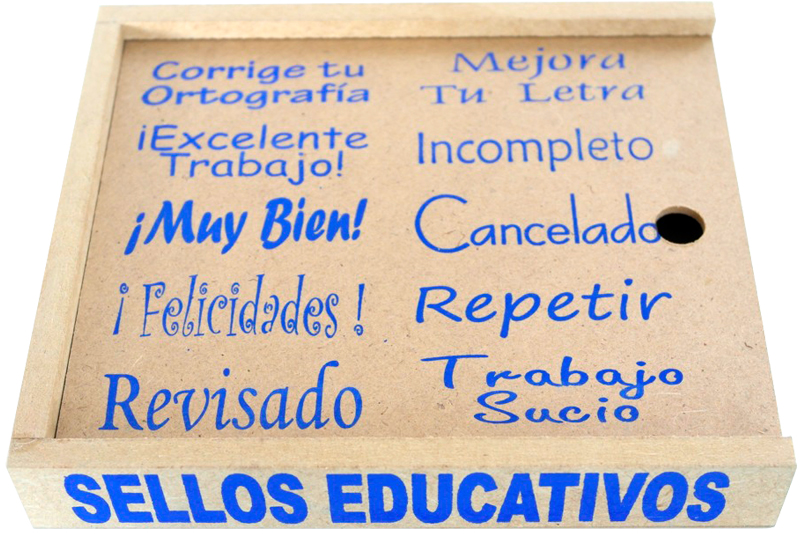 Corrige tu
Ortografía
¡Excelente
Trabajo!
¡Muy Bien!
¡Felicidades!
Revisado
Mejora
Tu Letra
Incompleto
Cancelado
Repetir
Trabajo
Sucio
SELLOS EDUCATIVOS